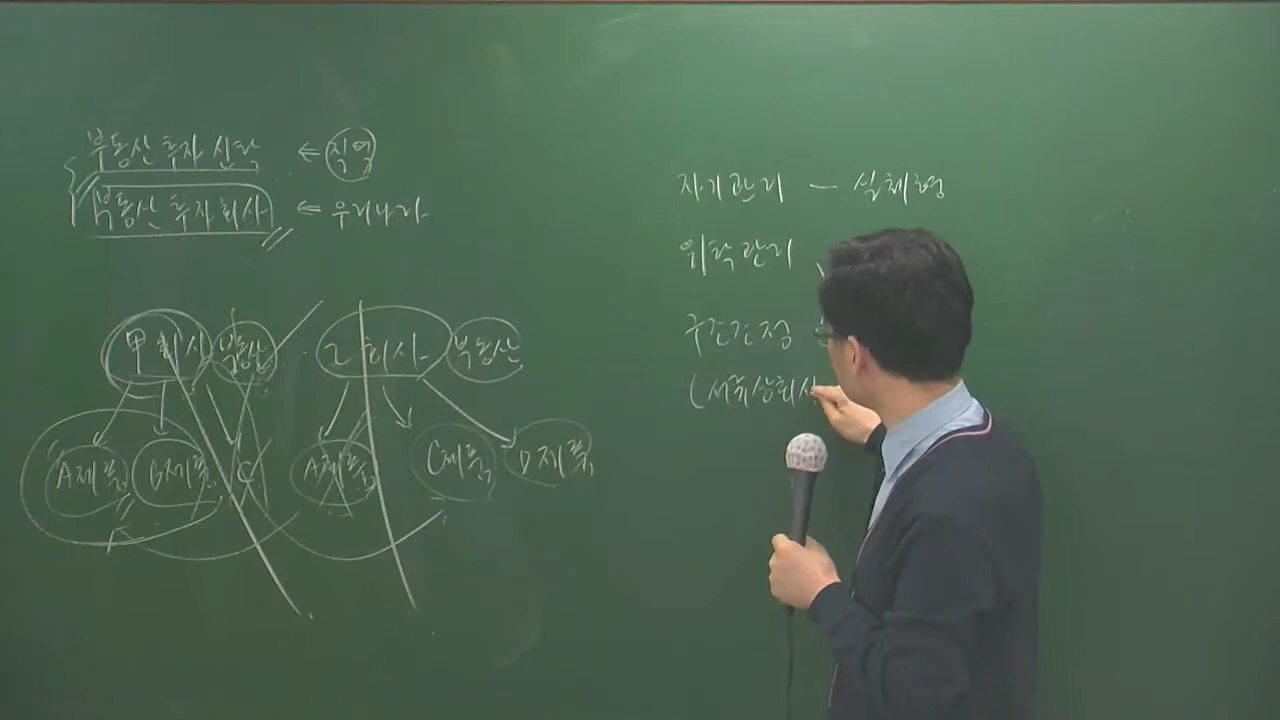 부동산 투자 신탁 ⇐ 직역
부동산 투자회사 ⇐ 우리나라
甲 회사 부동산
乙 회사 부동산
A제품 B제품 C A제품 C제품 D제품
자기관리 — 실체형
위탁관리
구조조정
(서류상회사